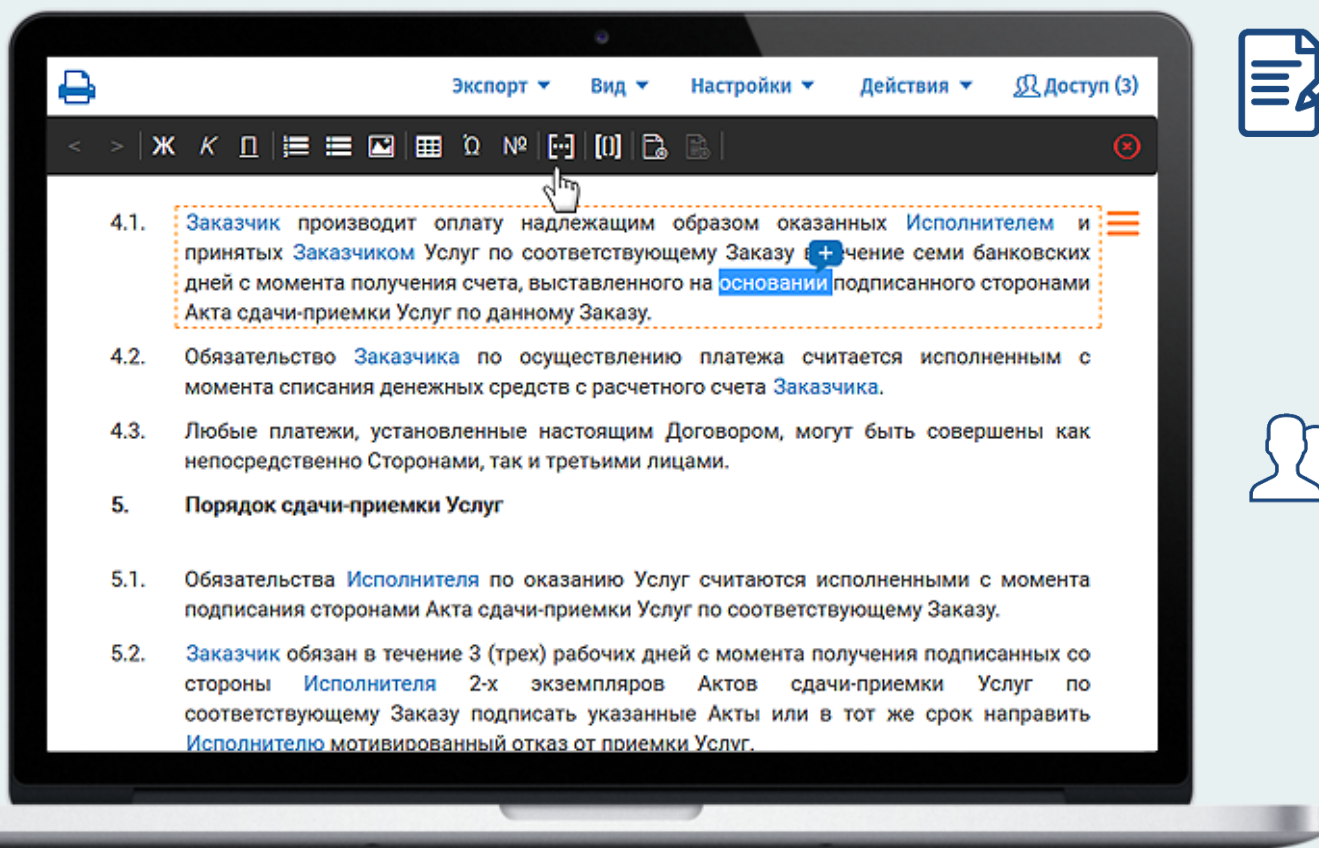 Экспорт Вид Настройки Действия Доступ (3)
< > Ж К П Ω № [···] [()]
4.1. Заказчик производит оплату надлежащим образом оказанных Исполнителем и
принятых Заказчиком Услуг по соответствующему Заказу в чение семи банковских
дней с момента получения счета, выставленного на основании подписанного сторонами
Акта сдачи-приемки Услуг по данному Заказу.
4.2. Обязательство Заказчика по осуществлению платежа считается исполненным с
момента списания денежных средств с расчетного счета Заказчика.
4.3. Любые платежи, установленные настоящим Договором, могут быть совершены как
непосредственно Сторонами, так и третьими лицами.
5. Порядок сдачи-приемки Услуг
5.1. Обязательства Исполнителя по оказанию Услуг считаются исполненными с момента
подписания сторонами Акта сдачи-приемки Услуг по соответствующему Заказу.
5.2. Заказчик обязан в течение 3 (трех) рабочих дней с момента получения подписанных со
стороны Исполнителя 2-х экземпляров Актов сдачи-приемки Услуг по
соответствующему Заказу подписать указанные Акты или в тот же срок направить
Исполнителю мотивированный отказ от приемки Услуг.